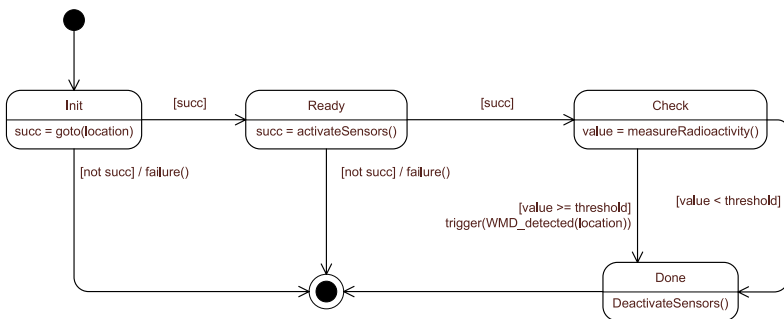 Init
[succ]
Ready
[succ]
Check
succ = goto(location)
succ = activateSensors()
value = measureRadioactivity()
[not succ] / failure()
[not succ] / failure()
[value >= threshold]
trigger(WMD_detected(location))
[value < threshold]
Done
DeactivateSensors()